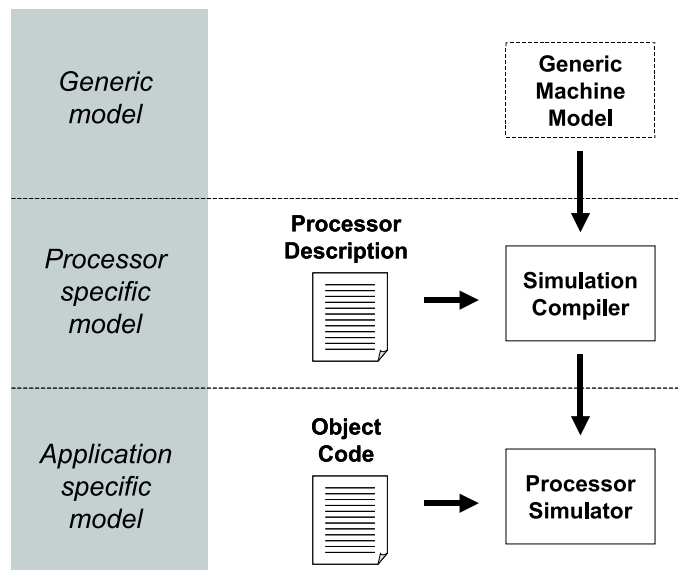 Generic
model
Generic
Machine
Model
Processor
specific
model
Processor
Description
Simulation
Compiler
Application
specific
model
Object
Code
Processor
Simulator